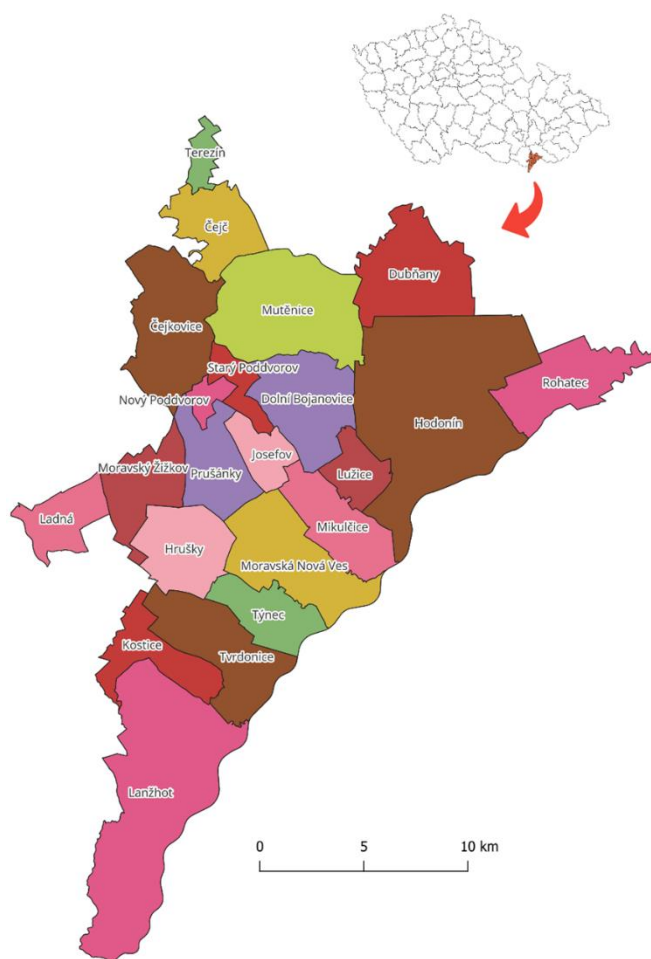 Terezín
Čejč
Dubňany
Mutěnice
Čejkovice
Starý Poddvorov
Rohatec
Nový Poddvorov
Dolní Bojanovice
Hodonín
Josefov
Moravský Žižkov
Prušánky
Lužice
Ladná
Mikulčice
Hrušky
Moravská Nová Ves
Týnec
Kostice
Tvrdonice
Lanžhot
0 5 10 km